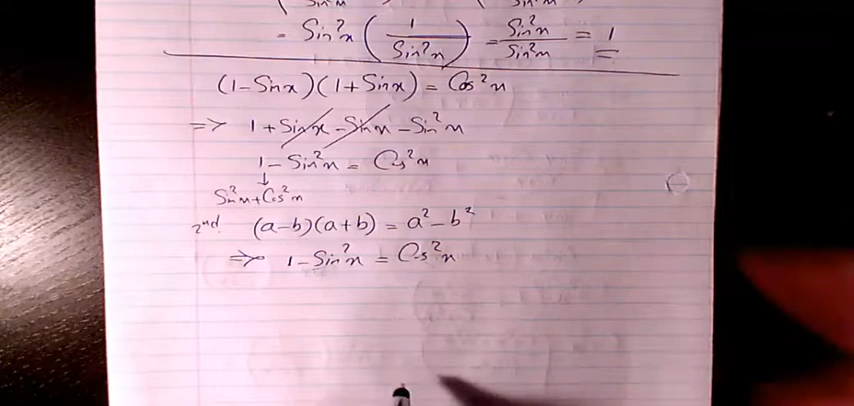 = Sin²x ( 1 / Sin²x ) = Sin²x / Sin²x = 1
(1 - Sinx)(1 + Sinx) = Cos²x
=> 1 + Sinx - Sinx - Sin²x
1 - Sin²x = Cos²x
↓
Sin²x + Cos²x
2nd (a-b)(a+b) = a² - b²
=> 1 - Sin²x = Cos²x